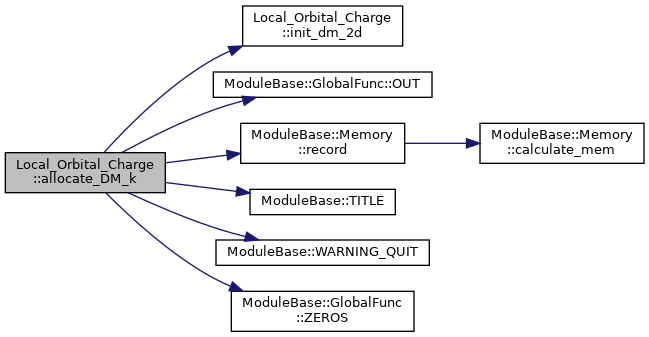 Local_Orbital_Charge
::init_dm_2d
ModuleBase::GlobalFunc::OUT
ModuleBase::Memory
::record
ModuleBase::Memory
::calculate_mem
Local_Orbital_Charge
::allocate_DM_k
ModuleBase::TITLE
ModuleBase::WARNING_QUIT
ModuleBase::GlobalFunc
::ZEROS